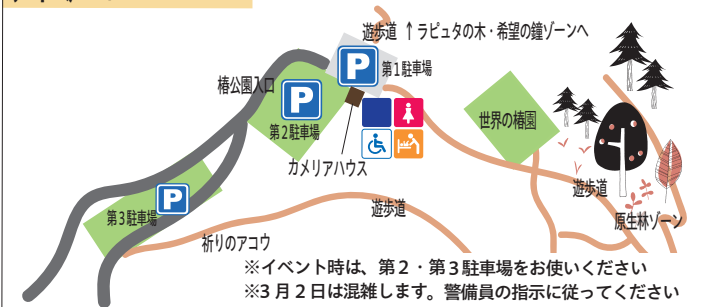 遊歩道 ↑ラピュタの木・希望の鐘ゾーンへ
P 第1駐車場
椿公園入口
P
第2駐車場
世界の椿園
カメリアハウス
P
第3駐車場
遊歩道
遊歩道
原生林ゾーン
祈りのアコウ
※イベント時は、第2・第3駐車場をお使いください
※3月2日は混雑します。警備員の指示に従ってください